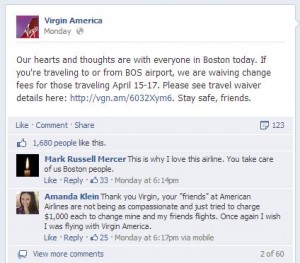 Virgin America
Monday
Our hearts and thoughts are with everyone in Boston today. If
you're traveling to or from BOS airport, we are waiving change
fees for those traveling April 15-17. Please see travel waiver
details here: http://vgn.am/6032Xym6. Stay safe, friends.
Like · Comment · Share
123
1,680 people like this.
Mark Russell Mercer This is why I love this airline. You take care
of us Boston people.
Like · Reply · 33 · Monday at 6:14pm
Amanda Klein Thank you Virgin, your "friends" at American
Airlines are not being as compassionate and just tried to charge
$1,000 each to change mine and my friends flights. Once again I wish
I was flying with Virgin America.
Like · Reply · 25 · Monday at 6:17pm via mobile
View more comments
2 of 60